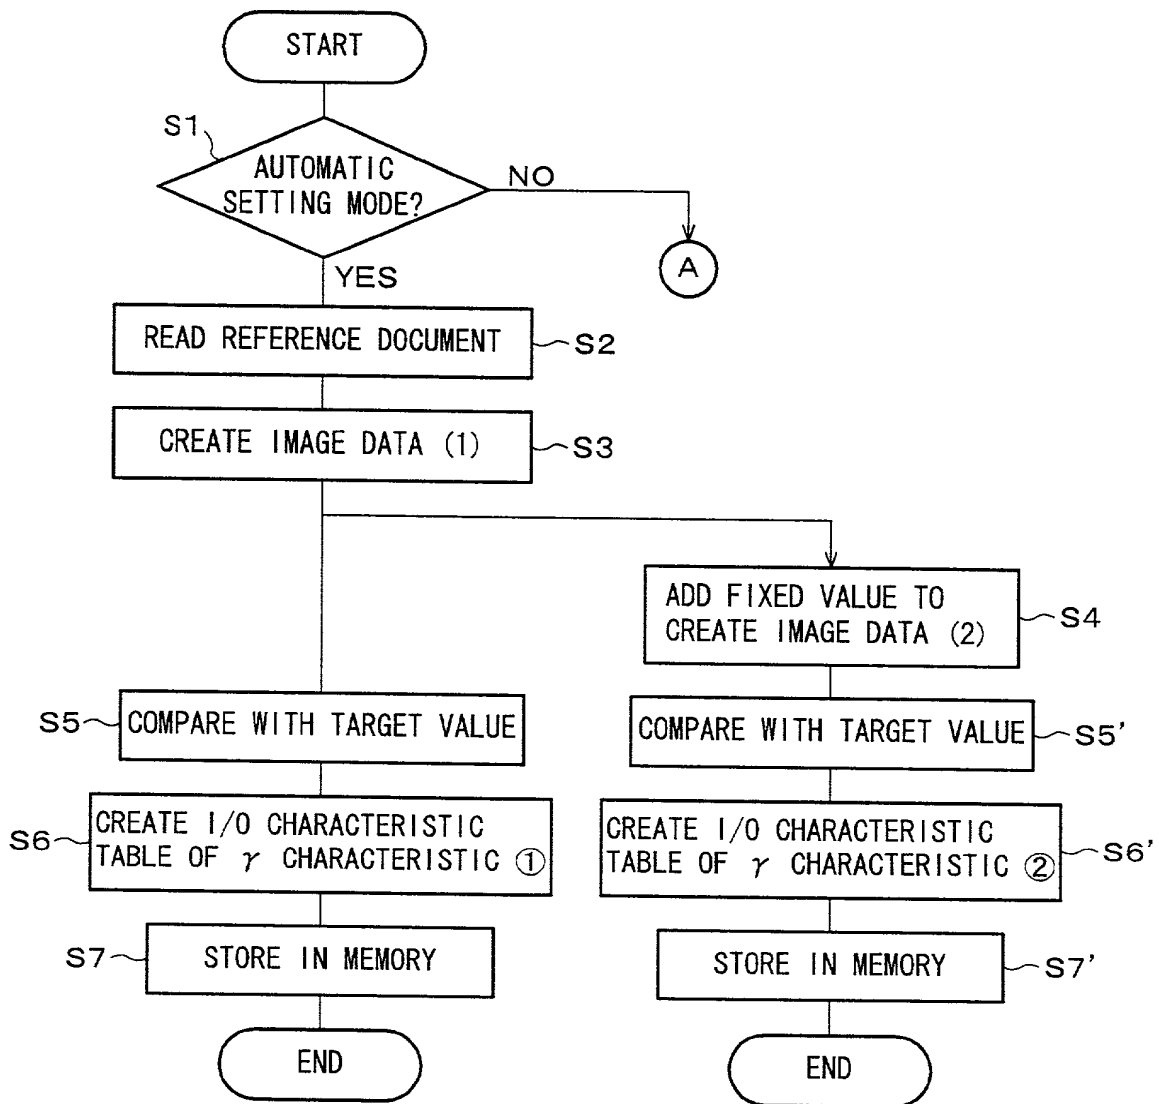 START
S1
AUTOMATIC
SETTING MODE?
NO
A
YES
READ REFERENCE DOCUMENT
S2
CREATE IMAGE DATA (1)
S3
ADD FIXED VALUE TO
CREATE IMAGE DATA (2)
S4
S5
COMPARE WITH TARGET VALUE
COMPARE WITH TARGET VALUE
S5'
S6
CREATE I/O CHARACTERISTIC
TABLE OF γ CHARACTERISTIC ①
CREATE I/O CHARACTERISTIC
TABLE OF γ CHARACTERISTIC ②
S6'
S7
STORE IN MEMORY
STORE IN MEMORY
S7'
END
END